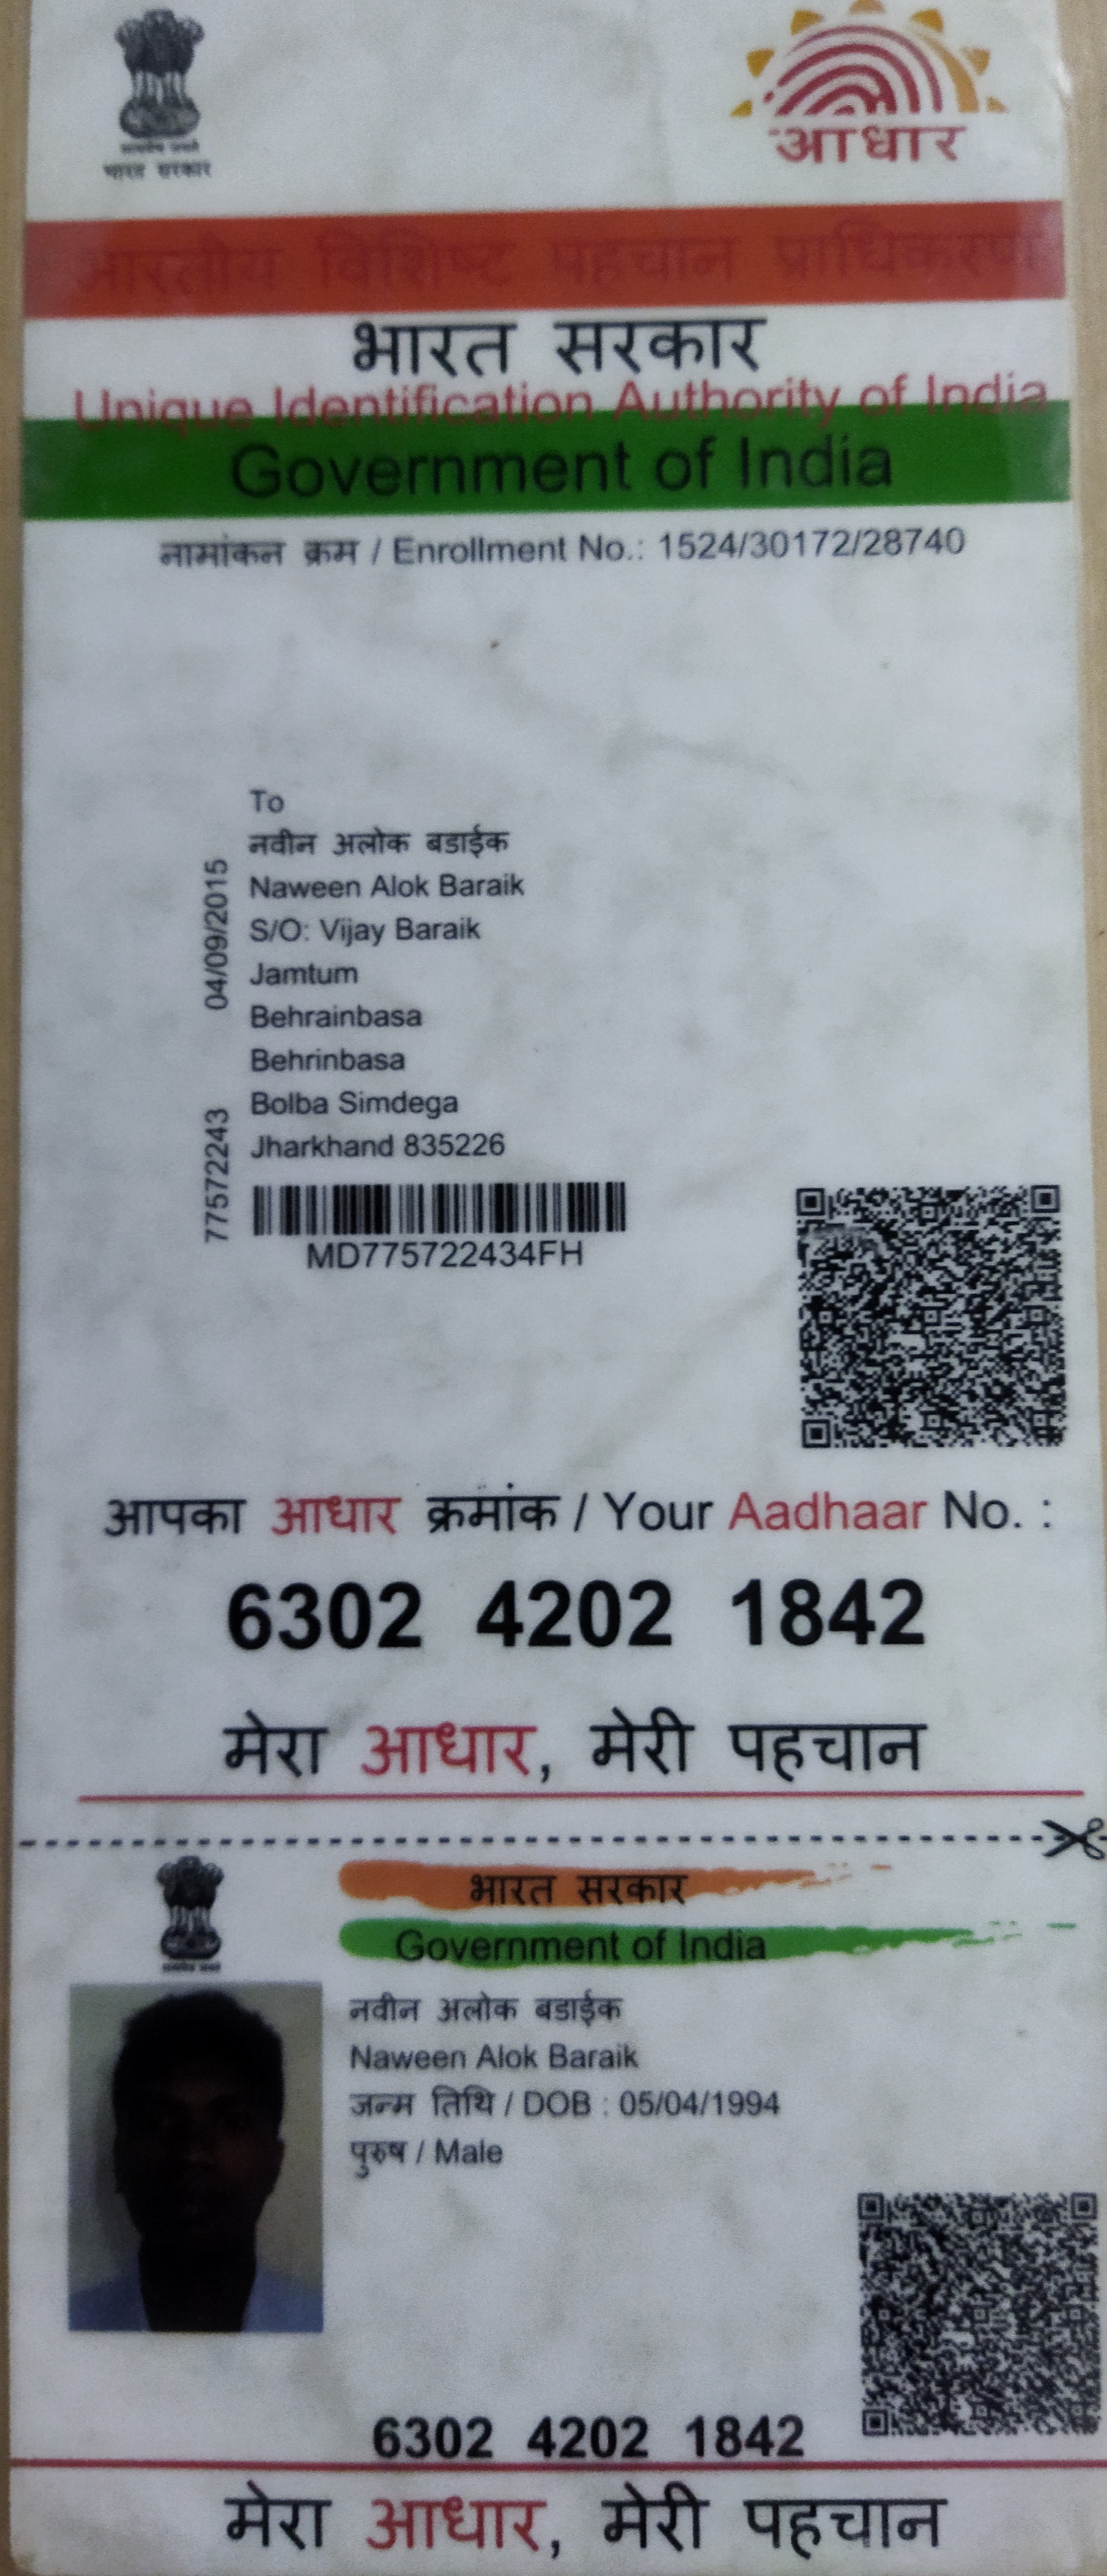 भारत सरकार
आधार
भारतीय विशिष्ट पहचान प्राधिकरण
भारत सरकार
Unique Identification Authority of India
Government of India
नामांकन क्रम / Enrollment No.: 1524/30172/28740
To
नवीन अलोक बडाईक
Naween Alok Baraik
S/O: Vijay Baraik
Jamtum
Behrainbasa
Behrinbasa
Bolba Simdega
Jharkhand 835226
04/09/2015
77572243
MD775722434FH
आपका आधार क्रमांक / Your Aadhaar No. :
6302 4202 1842
मेरा आधार, मेरी पहचान
भारत सरकार
Government of India
नवीन अलोक बडाईक
Naween Alok Baraik
जन्म तिथि / DOB : 05/04/1994
पुरुष / Male
6302 4202 1842
मेरा आधार, मेरी पहचान